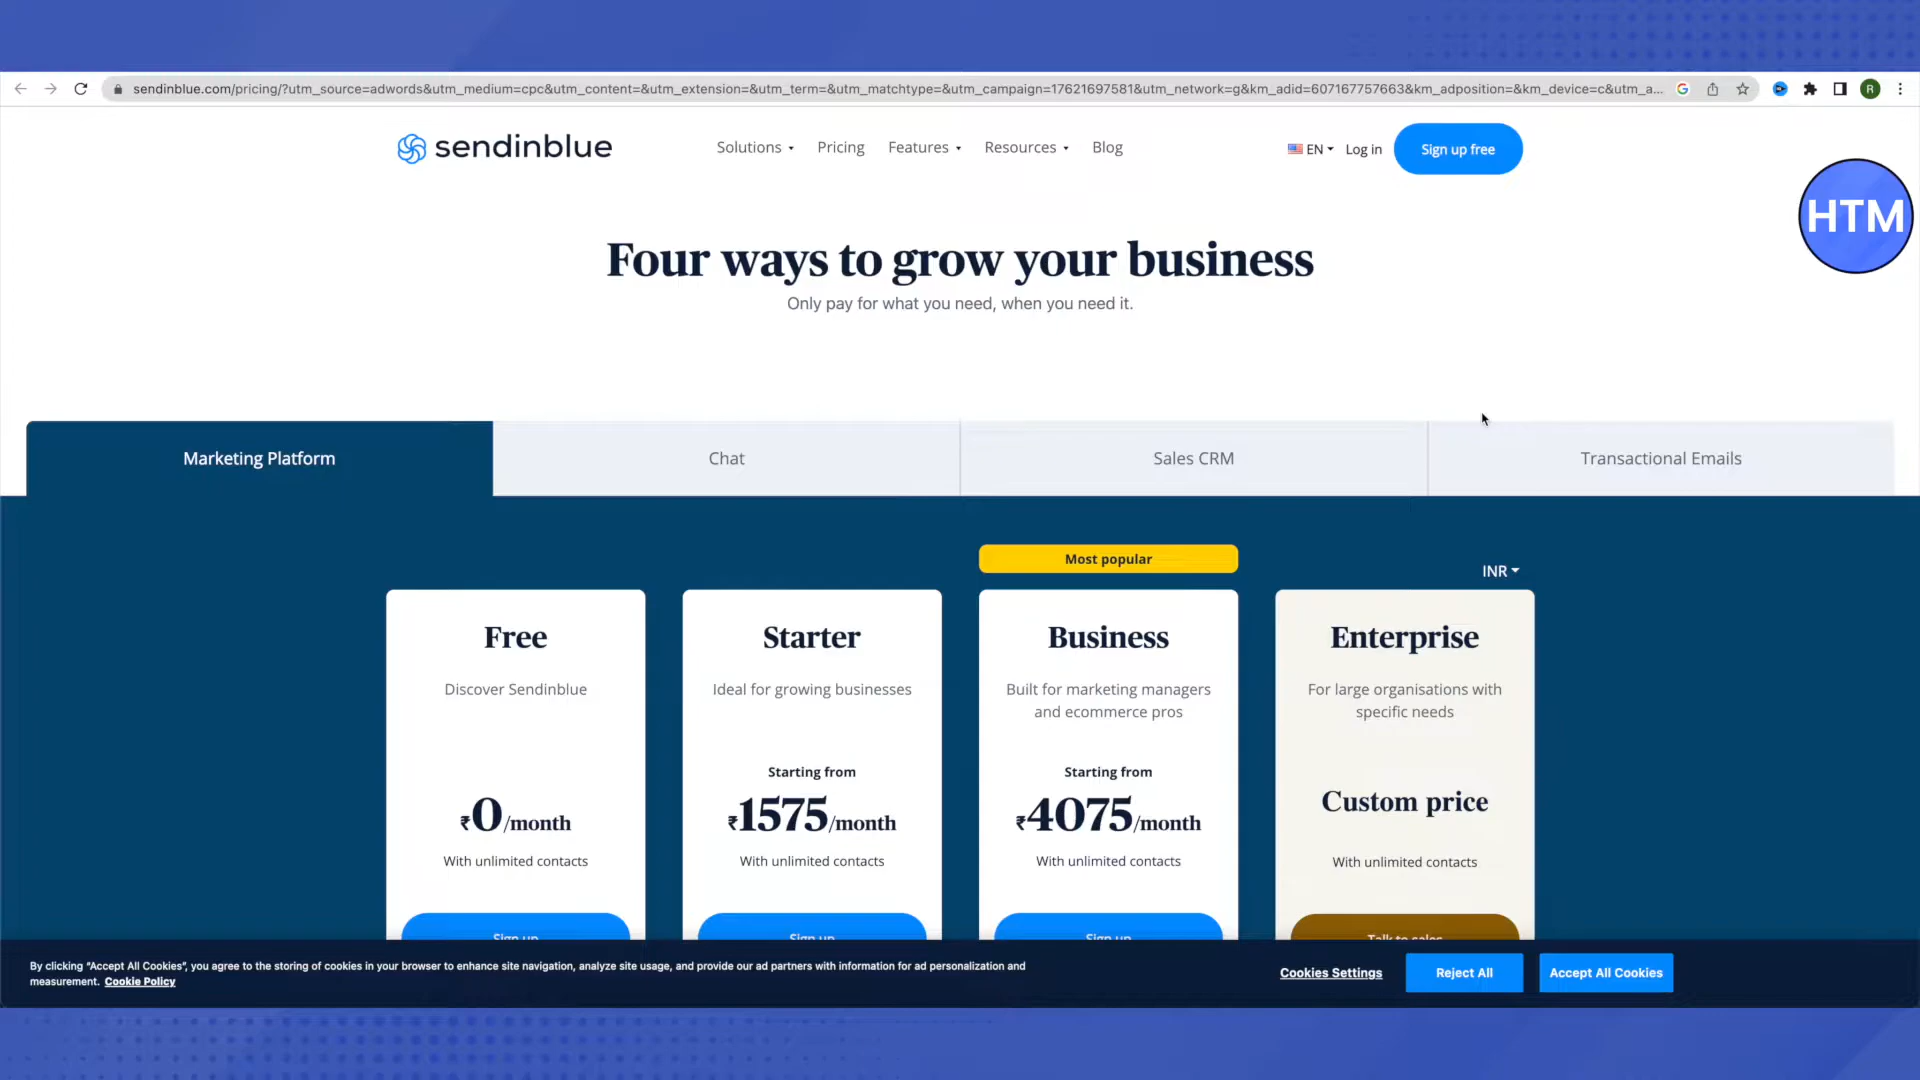 sendinblue.com/pricing/?utm_source=adwords&utm_medium=cpc&utm_content=&utm_extension=&utm_term=&utm_matchtype=&utm_campaign=17621697581&utm_network=g&km_adid=607167757663&km_adposition=&km_device=c&utm_a...
R
sendinblue
Solutions
Pricing
Features
Resources
Blog
EN
Log in
Sign up free
HTM
Four ways to grow your business
Only pay for what you need, when you need it.
Marketing Platform
Chat
Sales CRM
Transactional Emails
Most popular
INR
Free
Discover Sendinblue
₹0/month
With unlimited contacts
Sign up
Starter
Ideal for growing businesses
Starting from
₹1575/month
With unlimited contacts
Sign up
Business
Built for marketing managers
and ecommerce pros
Starting from
₹4075/month
With unlimited contacts
Sign up
Enterprise
For large organisations with
specific needs
Custom price
With unlimited contacts
Talk to sales
By clicking “Accept All Cookies”, you agree to the storing of cookies in your browser to enhance site navigation, analyze site usage, and provide our ad partners with information for ad personalization and
measurement. Cookie Policy
Cookies Settings
Reject All
Accept All Cookies